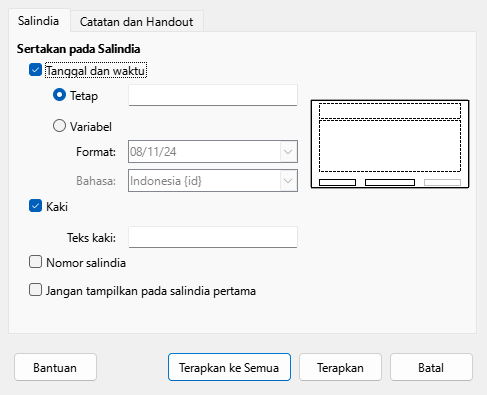 Salindia
Catatan dan Handout
Sertakan pada Salindia
Tanggal dan waktu
Tetap
Variabel
Format:
08/11/24
Bahasa:
Indonesia {id}
Kaki
Teks kaki:
Nomor salindia
Jangan tampilkan pada salindia pertama
Bantuan
Terapkan ke Semua
Terapkan
Batal